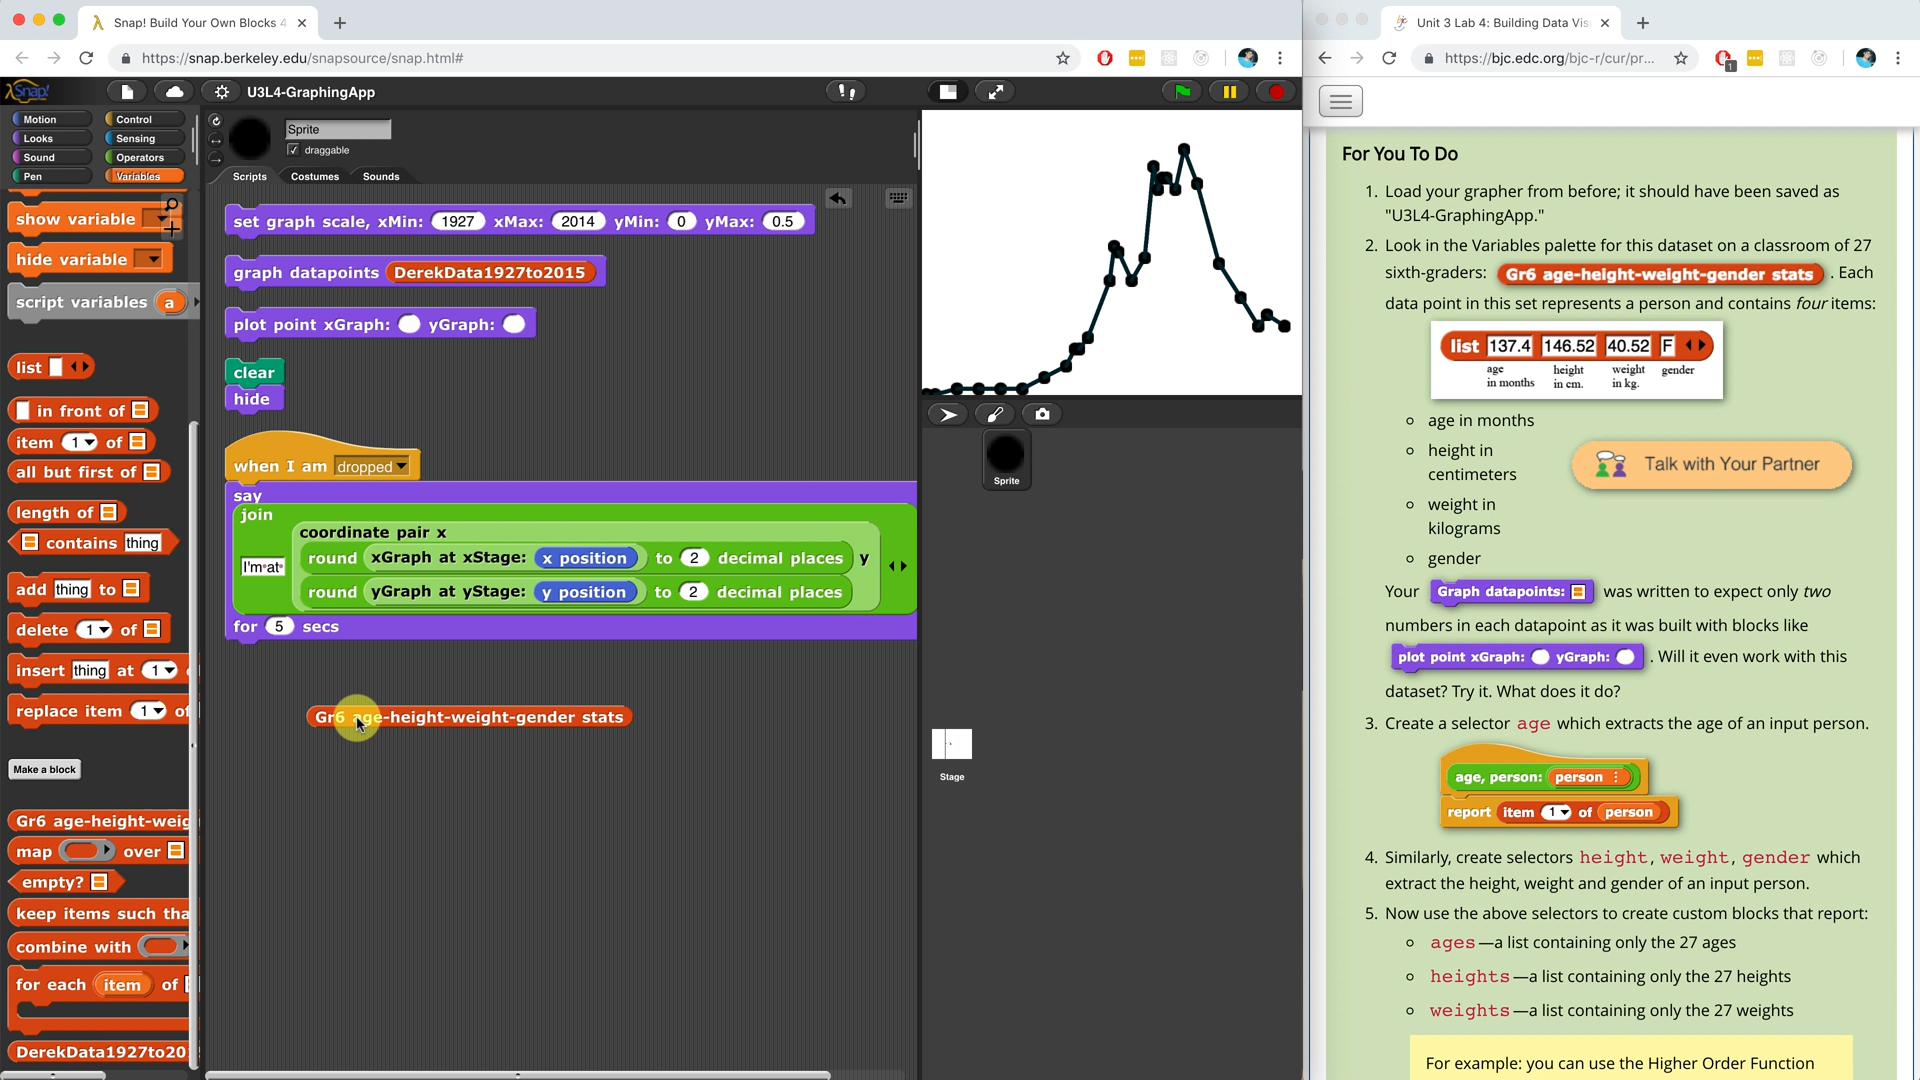 Snap! Build Your Own Blocks 4
https://snap.berkeley.edu/snapsource/snap.html#
Snap!
U3L4-GraphingApp
Motion
Control
Looks
Sensing
Sound
Operators
Pen
Variables
Sprite
draggable
Scripts
Costumes
Sounds
show variable
hide variable
script variables a
list
in front of
item 1 of
all but first of
length of
contains thing
add thing to
delete 1 of
insert thing at 1
replace item 1 of
Make a block
Gr6 age-height-weig
map over
empty?
keep items such tha
combine with
for each item of
DerekData1927to20
set graph scale, xMin: 1927 xMax: 2014 yMin: 0 yMax: 0.5
graph datapoints DerekData1927to2015
plot point xGraph: yGraph:
clear
hide
when I am dropped
say
join
I'm at
coordinate pair x
round xGraph at xStage: x position to 2 decimal places y
round yGraph at yStage: y position to 2 decimal places
for 5 secs
Gr6 age-height-weight-gender stats
Sprite
Stage
Unit 3 Lab 4: Building Data Vis
https://bjc.edc.org/bjc-r/cur/pr...
1
For You To Do
1. Load your grapher from before; it should have been saved as
"U3L4-GraphingApp."
2. Look in the Variables palette for this dataset on a classroom of 27
sixth-graders: Gr6 age-height-weight-gender stats . Each
data point in this set represents a person and contains four items:
list 137.4 146.52 40.52 F
age height weight gender
in months in cm. in kg.
age in months
height in
centimeters
Talk with Your Partner
weight in
kilograms
gender
Your Graph datapoints: was written to expect only two
numbers in each datapoint as it was built with blocks like
plot point xGraph: yGraph: . Will it even work with this
dataset? Try it. What does it do?
3. Create a selector age which extracts the age of an input person.
age, person: person
report item 1 of person
4. Similarly, create selectors height, weight, gender which
extract the height, weight and gender of an input person.
5. Now use the above selectors to create custom blocks that report:
ages—a list containing only the 27 ages
heights—a list containing only the 27 heights
weights—a list containing only the 27 weights
For example: you can use the Higher Order Function